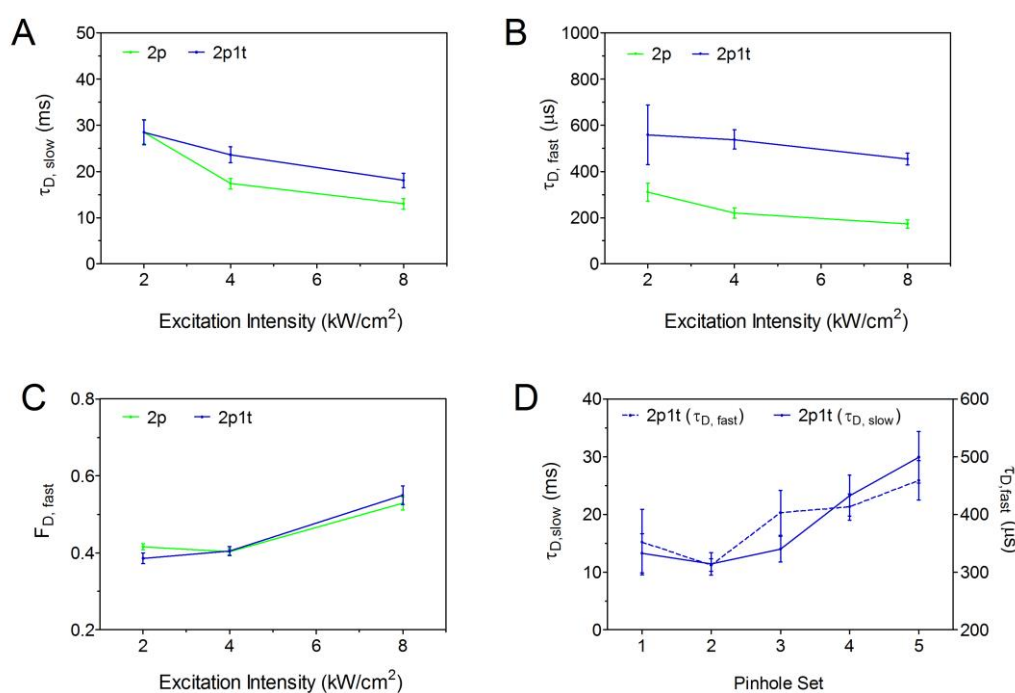 A
50
40
30
20
10
0
τD, slow (ms)
2p 2p1t
2 4 6 8
Excitation Intensity (kW/cm²)
B
1000
800
600
400
200
0
τD, fast (µs)
2p 2p1t
2 4 6 8
Excitation Intensity (kW/cm²)
C
0.8
0.6
0.4
0.2
FD, fast
2p 2p1t
2 4 6 8
Excitation Intensity (kW/cm²)
D
40
30
20
10
0
τD,slow (ms)
2p1t (τD, fast) 2p1t (τD, slow)
600
500
400
300
200
τD,fast (µs)
1 2 3 4 5
Pinhole Set